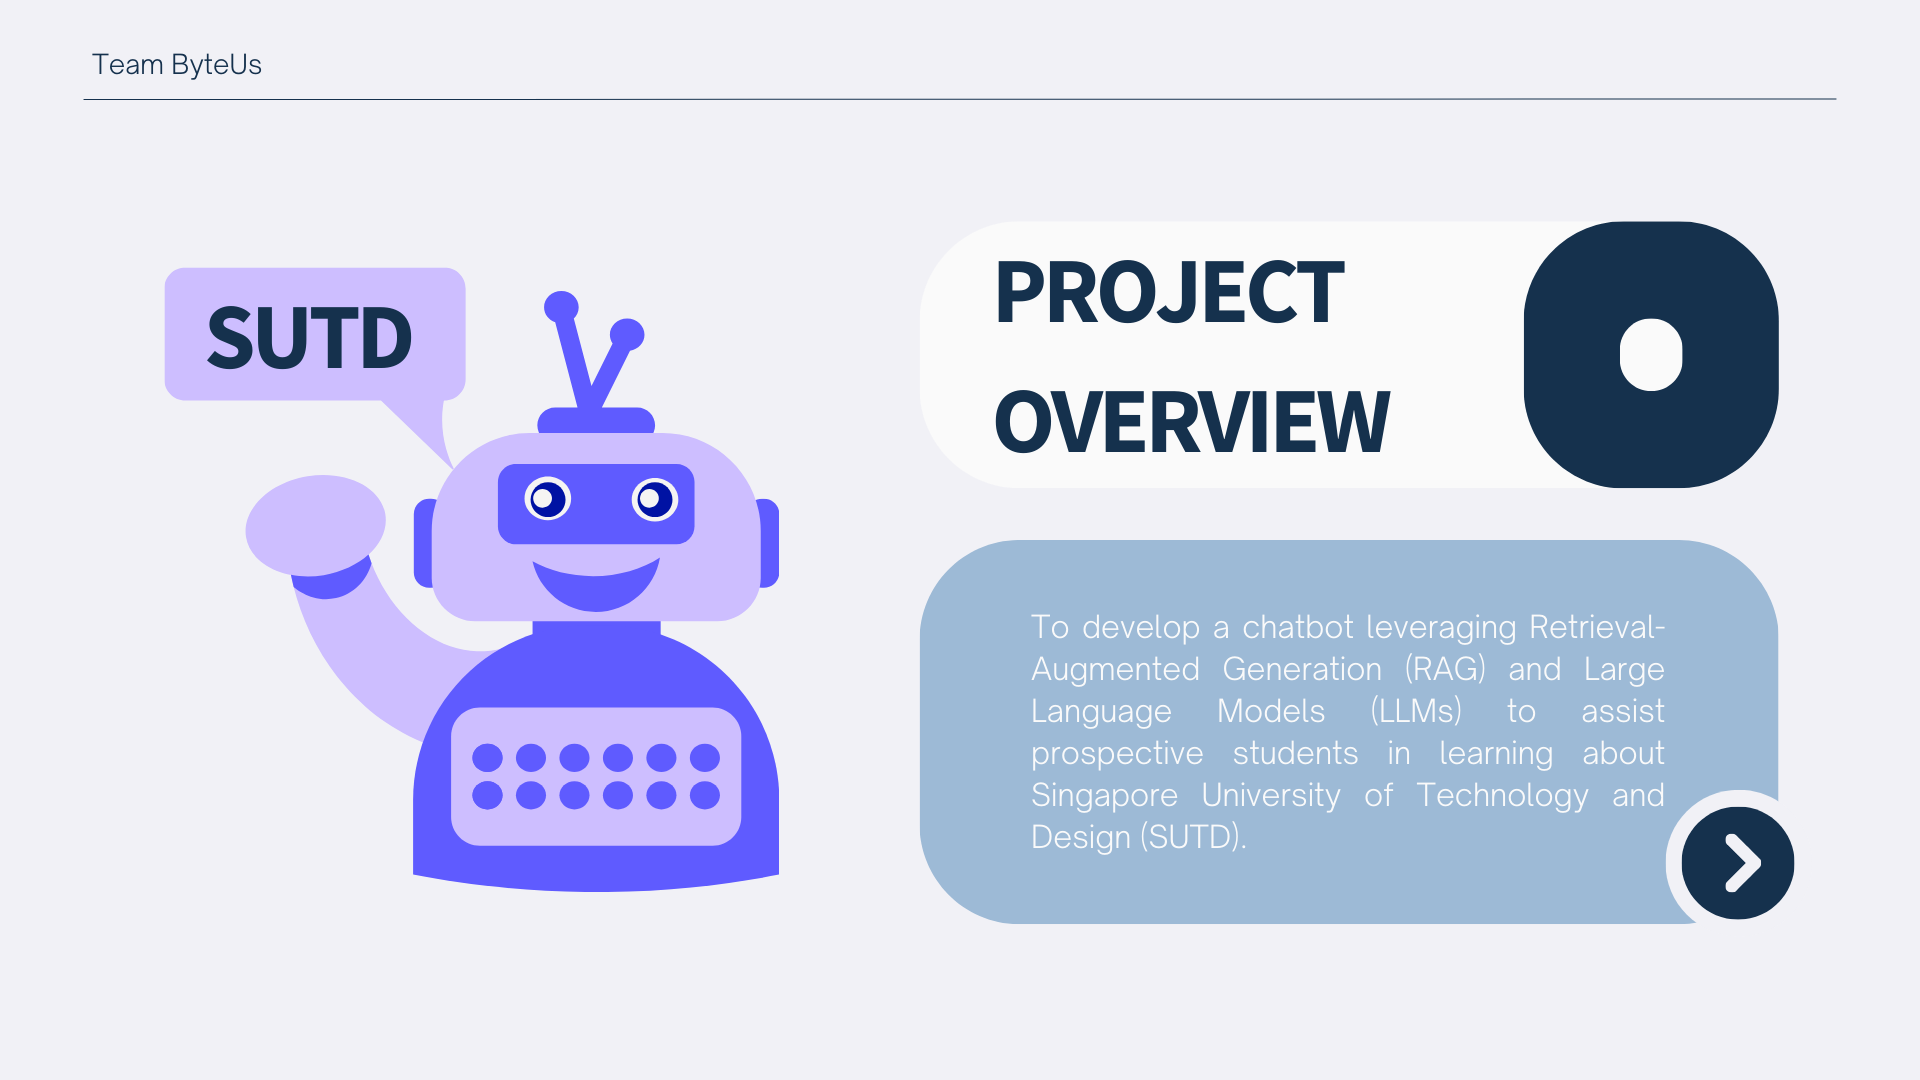 Team ByteUs
SUTD
PROJECT
OVERVIEW
To develop a chatbot leveraging Retrieval-
Augmented Generation (RAG) and Large
Language Models (LLMs) to assist
prospective students in learning about
Singapore University of Technology and
Design (SUTD).